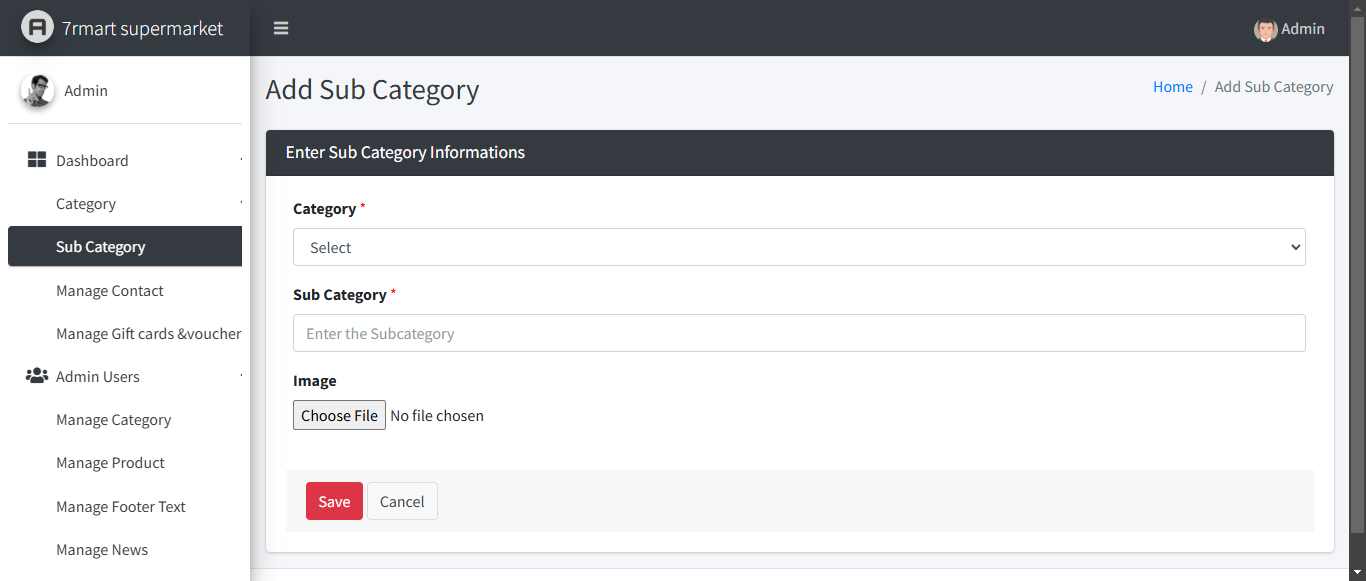 7rmart supermarket
Admin
Admin
Dashboard
Category
Sub Category
Manage Contact
Manage Gift cards &voucher
Admin Users
Manage Category
Manage Product
Manage Footer Text
Manage News
Add Sub Category
Home / Add Sub Category
Enter Sub Category Informations
Category *
Select
Sub Category *
Enter the Subcategory
Image
Choose File No file chosen
Save Cancel